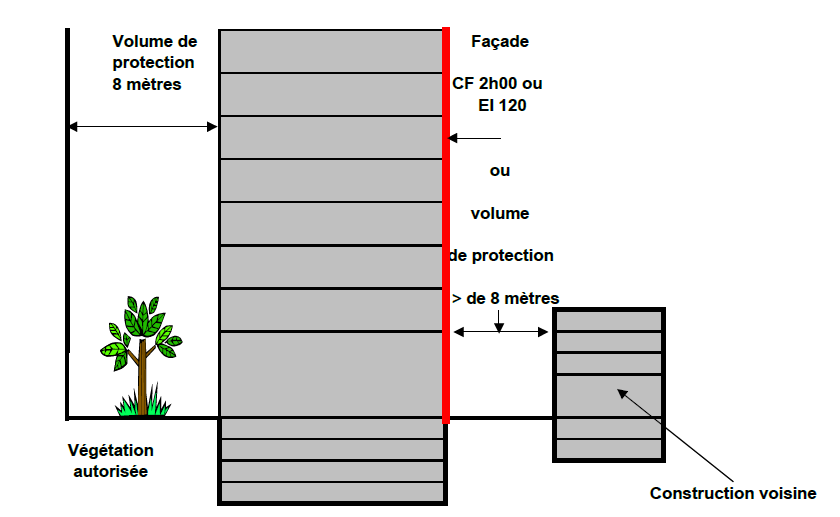 Volume de
protection
8 mètres
Façade
CF 2h00 ou
EI 120
ou
volume
de protection
> de 8 mètres
Végétation
autorisée
Construction voisine